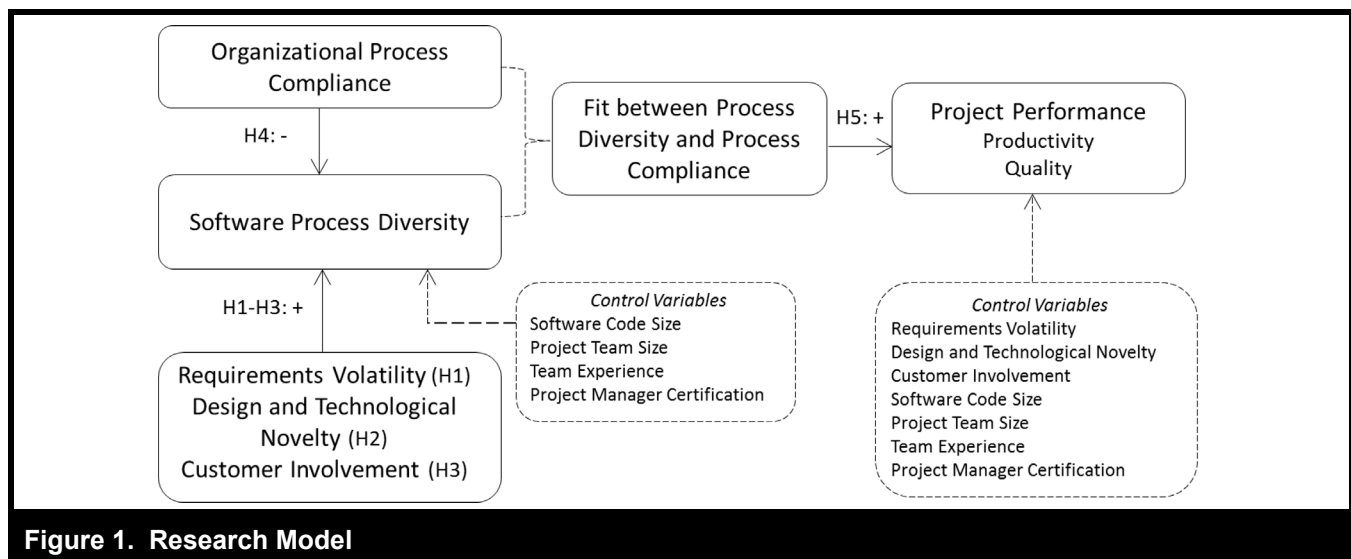 Organizational Process
Compliance
H4: -
Software Process Diversity
H1-H3: +
Requirements Volatility (H1)
Design and Technological
Novelty (H2)
Customer Involvement (H3)
Fit between Process
Diversity and Process
Compliance
H5: +
Project Performance
Productivity
Quality
Control Variables
Software Code Size
Project Team Size
Team Experience
Project Manager Certification
Control Variables
Requirements Volatility
Design and Technological Novelty
Customer Involvement
Software Code Size
Project Team Size
Team Experience
Project Manager Certification
Figure 1. Research Model